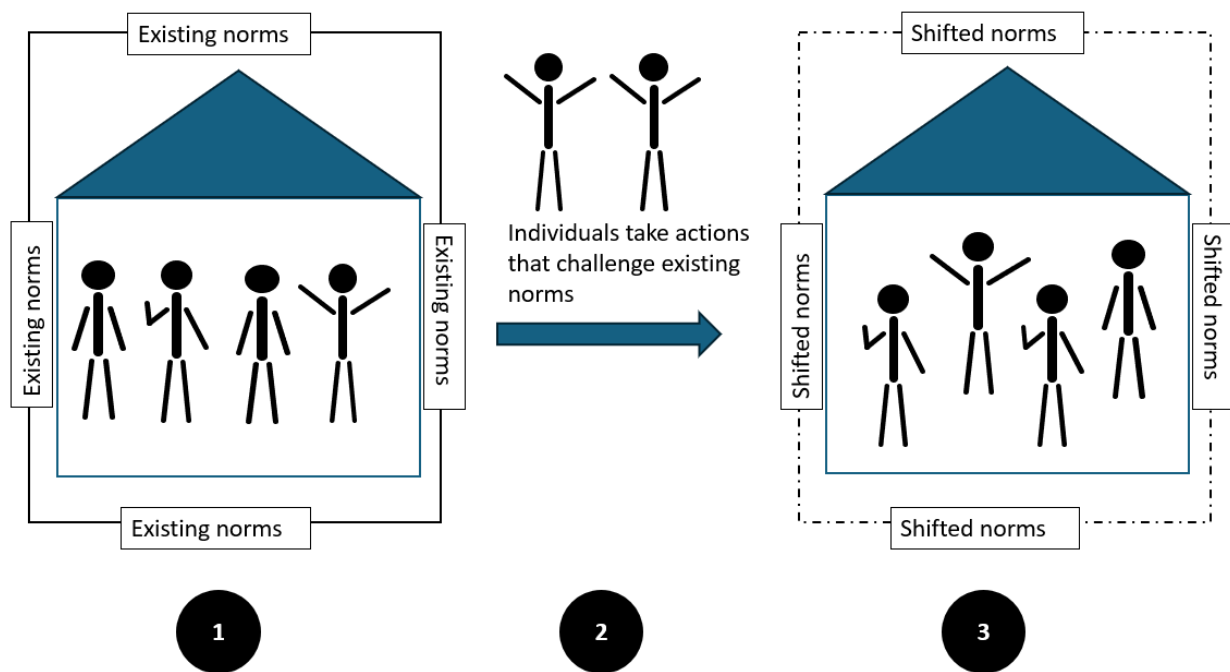 Existing norms
Existing norms
Existing norms
Existing norms
Individuals take actions
that challenge existing
norms
Shifted norms
Shifted norms
Shifted norms
Shifted norms
1
2
3